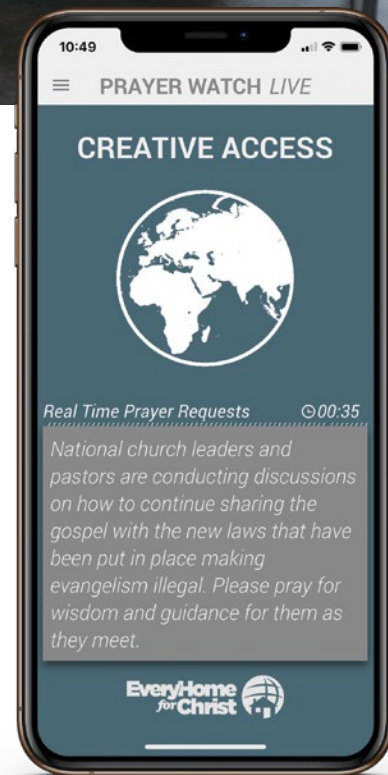 10:49
PRAYER WATCH LIVE
CREATIVE ACCESS
Real Time Prayer Requests 00:35
National church leaders and
pastors are conducting discussions
on how to continue sharing the
gospel with the new laws that have
been put in place making
evangelism illegal. Please pray for
wisdom and guidance for them as
they meet.
EveryHome
for Christ